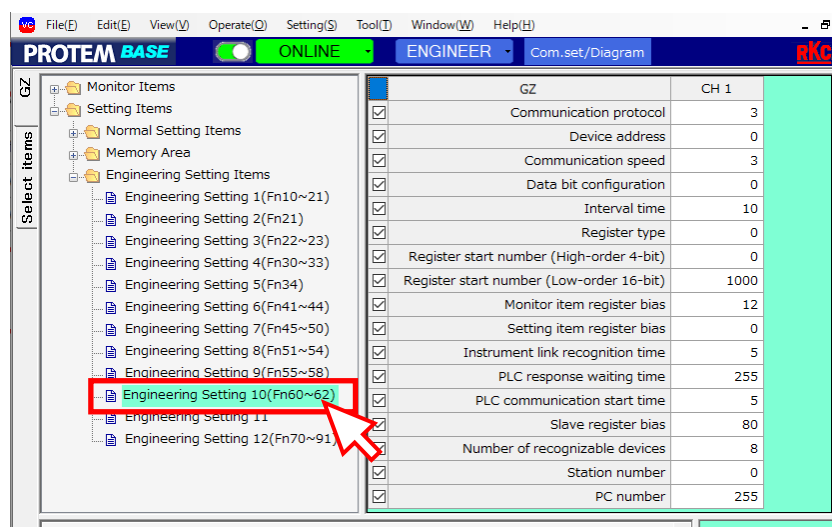 VC File(F) Edit(E) View(V) Operate(O) Setting(S) Tool(T) Window(W) Help(H)
PROTEM BASE ONLINE ENGINEER Com.set/Diagram RKC
GZ
Select items
Monitor Items
Setting Items
Normal Setting Items
Memory Area
Engineering Setting Items
Engineering Setting 1(Fn10~21)
Engineering Setting 2(Fn21)
Engineering Setting 3(Fn22~23)
Engineering Setting 4(Fn30~33)
Engineering Setting 5(Fn34)
Engineering Setting 6(Fn41~44)
Engineering Setting 7(Fn45~50)
Engineering Setting 8(Fn51~54)
Engineering Setting 9(Fn55~58)
Engineering Setting 10(Fn60~62)
Engineering Setting 11
Engineering Setting 12(Fn70~91)
GZ CH 1
Communication protocol 3
Device address 0
Communication speed 3
Data bit configuration 0
Interval time 10
Register type 0
Register start number (High-order 4-bit) 0
Register start number (Low-order 16-bit) 1000
Monitor item register bias 12
Setting item register bias 0
Instrument link recognition time 5
PLC response waiting time 255
PLC communication start time 5
Slave register bias 80
Number of recognizable devices 8
Station number 0
PC number 255